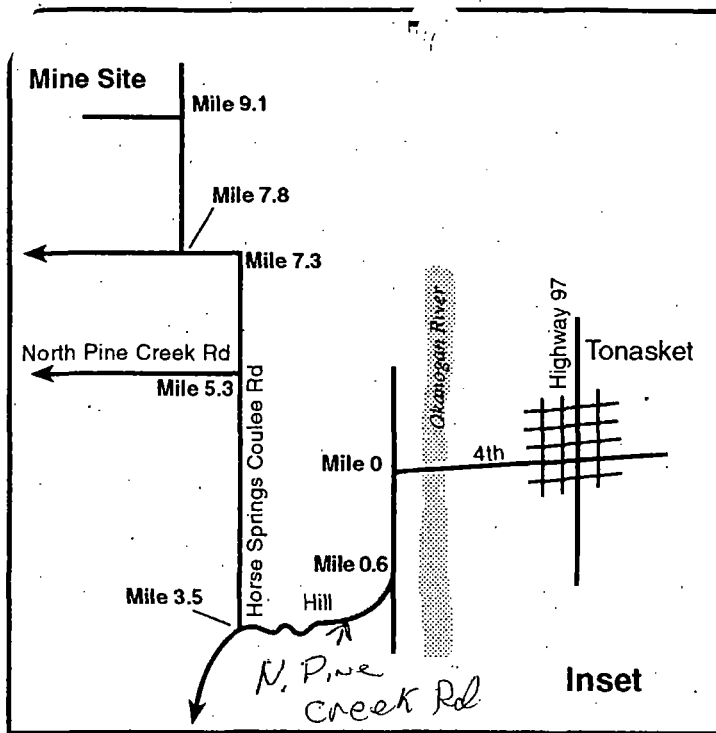 Mine Site
Mile 9.1
Mile 7.8
Mile 7.3
North Pine Creek Rd
Mile 5.3
Horse Springs Coulee Rd
Okanogan River
Highway 97
Tonasket
4th
Mile 0
Mile 0.6
Hill
Mile 3.5
N. Pine
Creek Rd
Inset